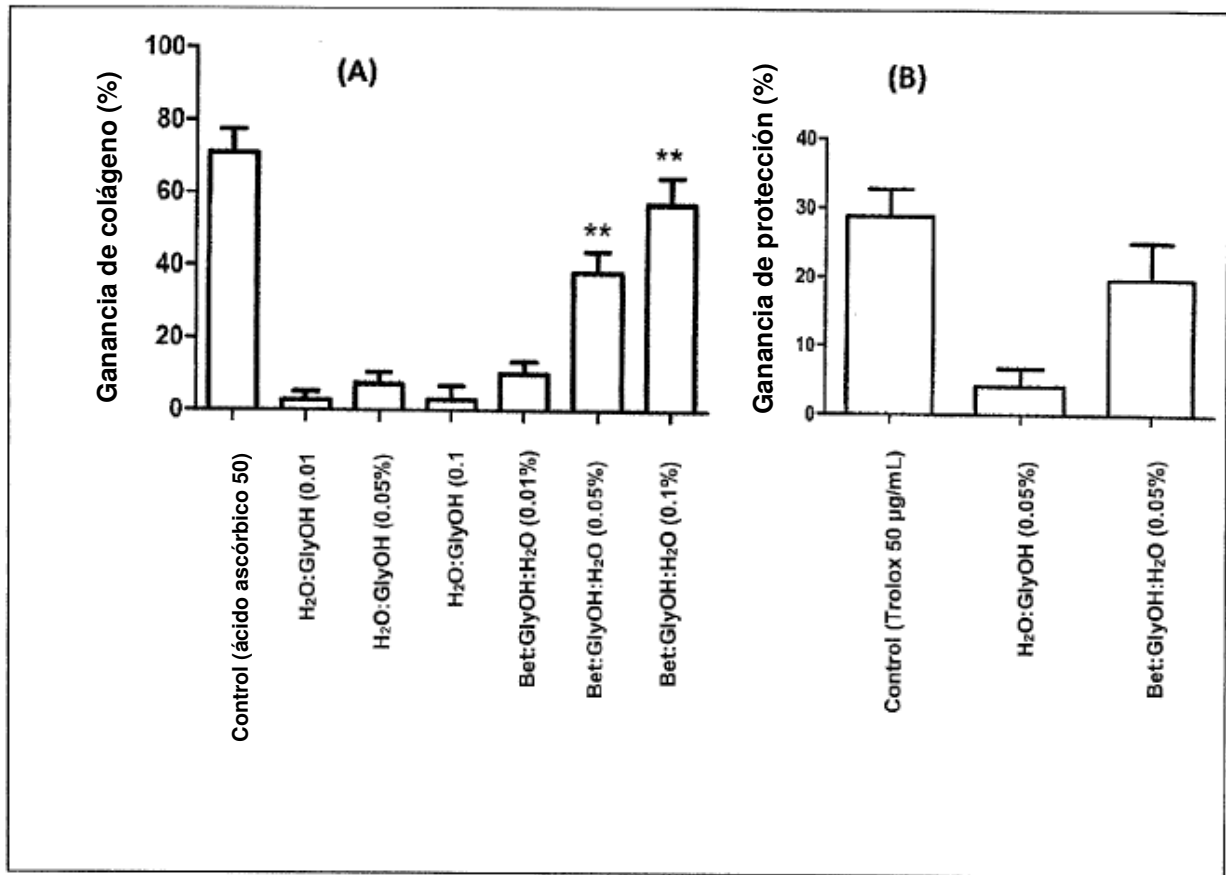 (A)
Ganancia de colágeno (%)
100
80
60
40
20
0
**
**
Control (ácido ascórbico 50)
H₂O:GlyOH (0.01
H₂O:GlyOH (0.05%)
H₂O:GlyOH (0.1
Bet:GlyOH:H₂O (0.01%)
Bet:GlyOH:H₂O (0.05%)
Bet:GlyOH:H₂O (0.1%)
(B)
Ganancia de protección (%)
40
30
20
10
0
Control (Trolox 50 µg/mL)
H₂O:GlyOH (0.05%)
Bet:GlyOH:H₂O (0.05%)